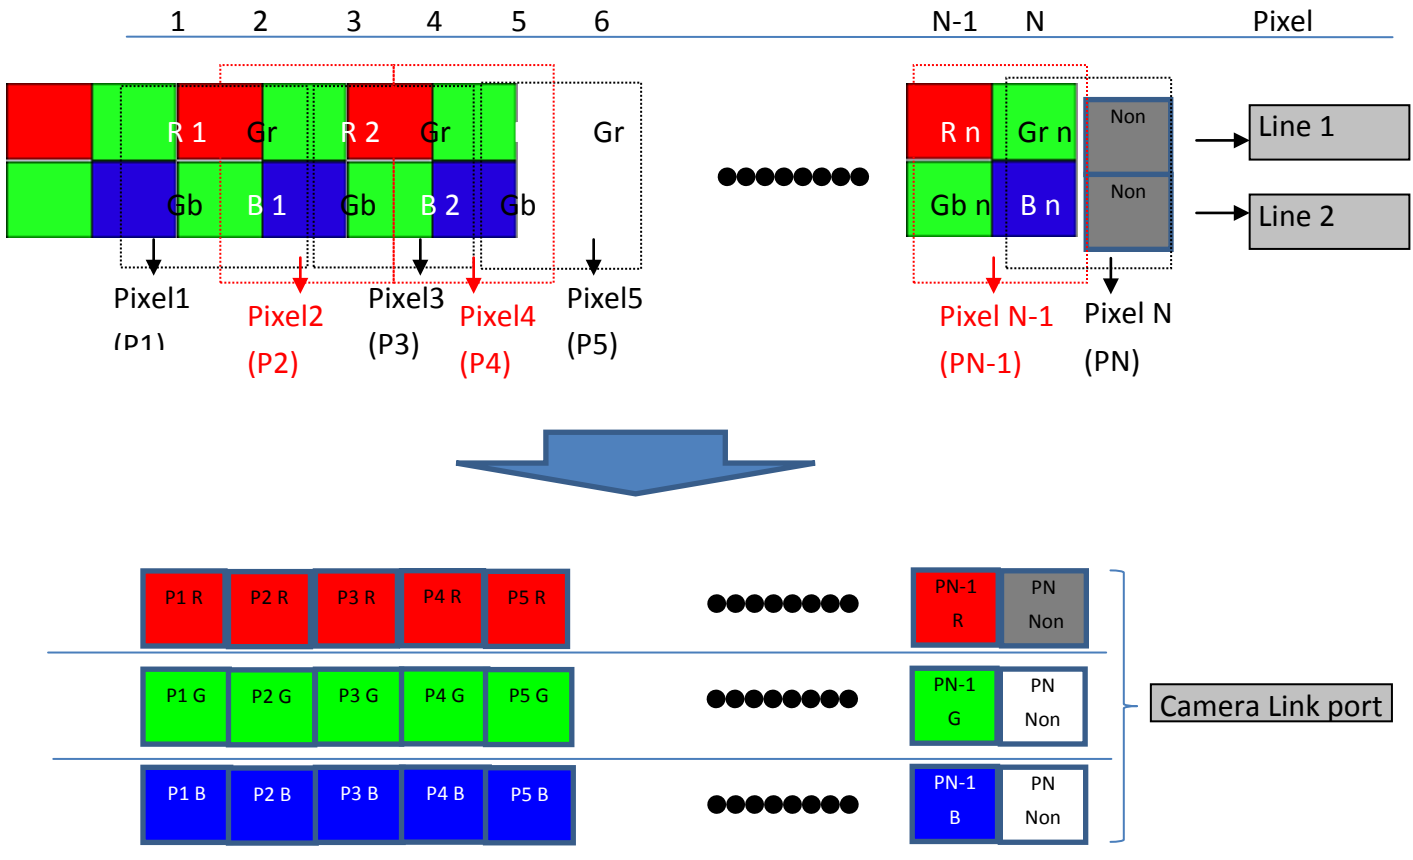 1 2 3 4 5 6 N-1 N Pixel
R 1 Gr R 2 Gr Gr R n Gr n Non Line 1
Gb B 1 Gb B 2 Gb Gb n B n Non Line 2
Pixel1 Pixel2 Pixel3 Pixel4 Pixel5 Pixel N-1 Pixel N
(P1) (P2) (P3) (P4) (P5) (PN-1) (PN)
P1 R P2 R P3 R P4 R P5 R PN-1 PN
R Non
P1 G P2 G P3 G P4 G P5 G PN-1 PN
G Non
Camera Link port
P1 B P2 B P3 B P4 B P5 B PN-1 PN
B Non